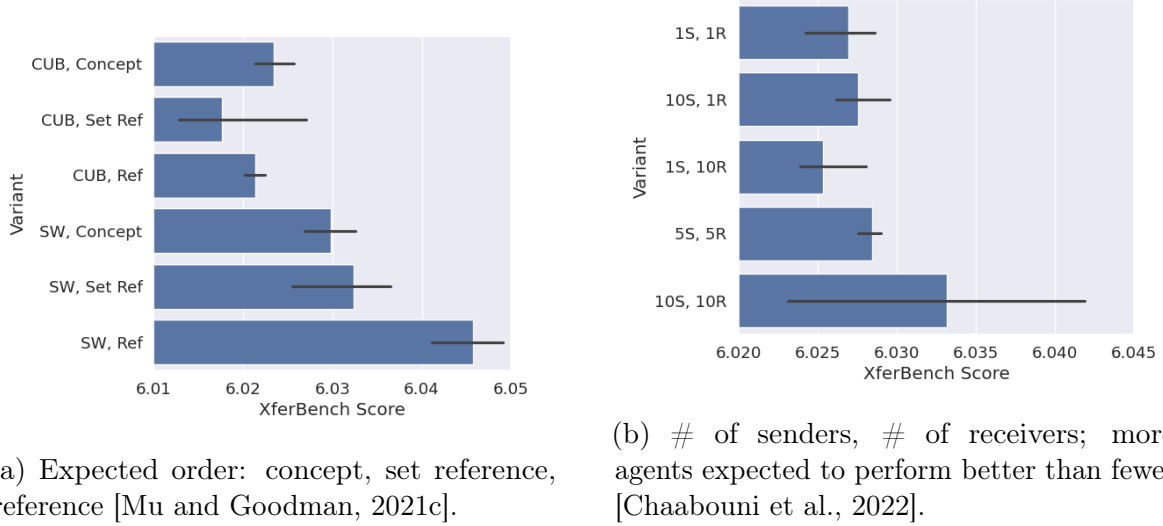 CUB, Concept
CUB, Set Ref
CUB, Ref
SW, Concept
SW, Set Ref
SW, Ref
Variant
6.01 6.02 6.03 6.04 6.05
XferBench Score
a) Expected order: concept, set reference,
reference [Mu and Goodman, 2021c].
1S, 1R
10S, 1R
1S, 10R
5S, 5R
10S, 10R
Variant
6.020 6.025 6.030 6.035 6.040 6.045
XferBench Score
(b) # of senders, # of receivers; mor
agents expected to perform better than fewe
[Chaabouni et al., 2022].